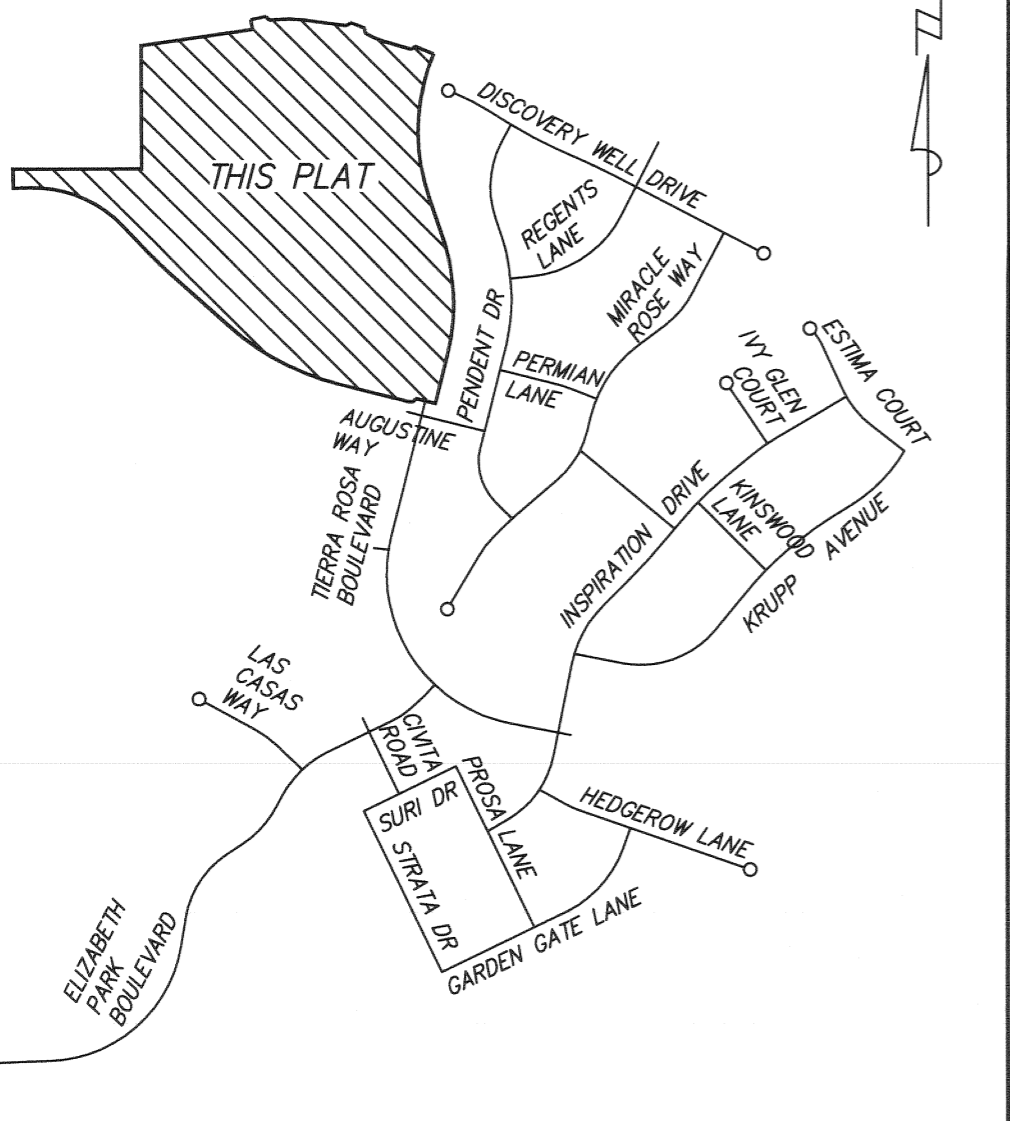 N
DISCOVERY WELL DRIVE
THIS PLAT
REGENTS
LANE
MIRACLE
ROSE WAY
PENDENT DR
PERMIAN
LANE
IVY GLEN
COURT
ESTIMA COURT
AUGUSTINE
WAY
TIERRA ROSA
BOULEVARD
INSPIRATION DRIVE
KINSWOOD
LANE
KRUPP AVENUE
LAS
CASAS
WAY
CIVITA
ROAD
PROSA LANE
SURI DR
STRATA DR
HEDGEROW LANE
GARDEN GATE LANE
ELIZABETH
PARK
BOULEVARD